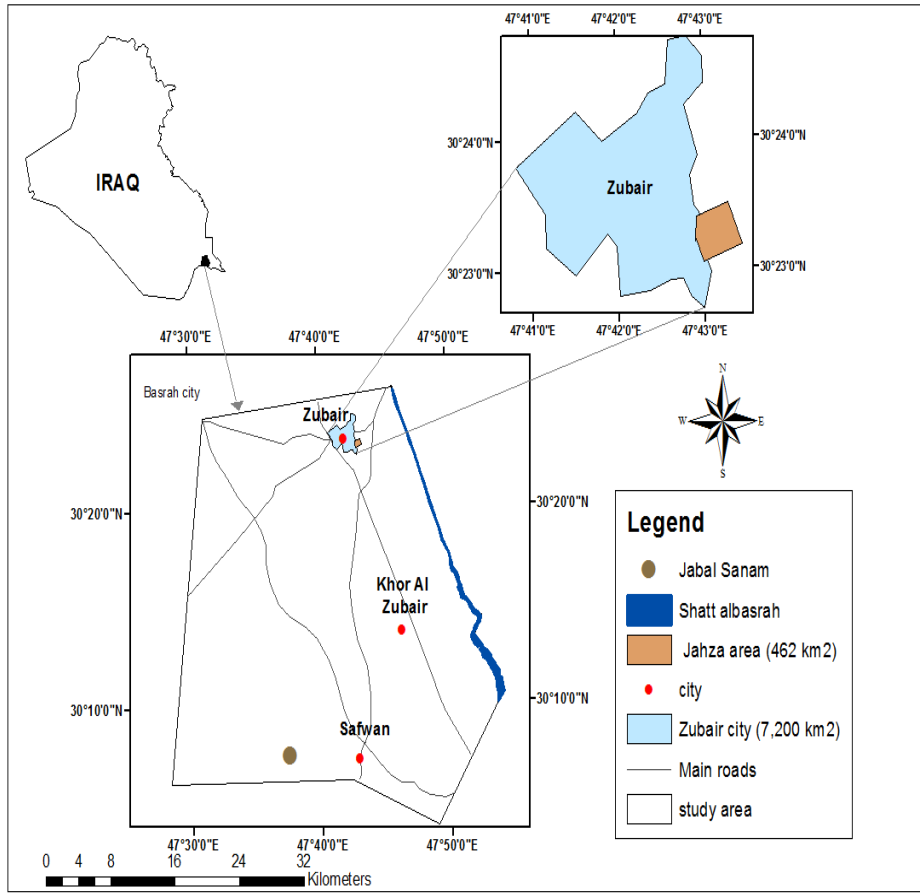 IRAQ
47°41'0"E 47°42'0"E 47°43'0"E
30°24'0"N
30°24'0"N
Zubair
30°23'0"N
30°23'0"N
47°41'0"E 47°42'0"E 47°43'0"E
47°30'0"E 47°40'0"E 47°50'0"E
Basrah city
Zubair
30°20'0"N
30°20'0"N
Khor Al
Zubair
30°10'0"N
30°10'0"N
Safwan
47°30'0"E 47°40'0"E 47°50'0"E
0 4 8 16 24 32
Kilometers
N
W E
S
Legend
Jabal Sanam
Shatt albasrah
Jahza area (462 km2)
city
Zubair city (7,200 km2)
Main roads
study area